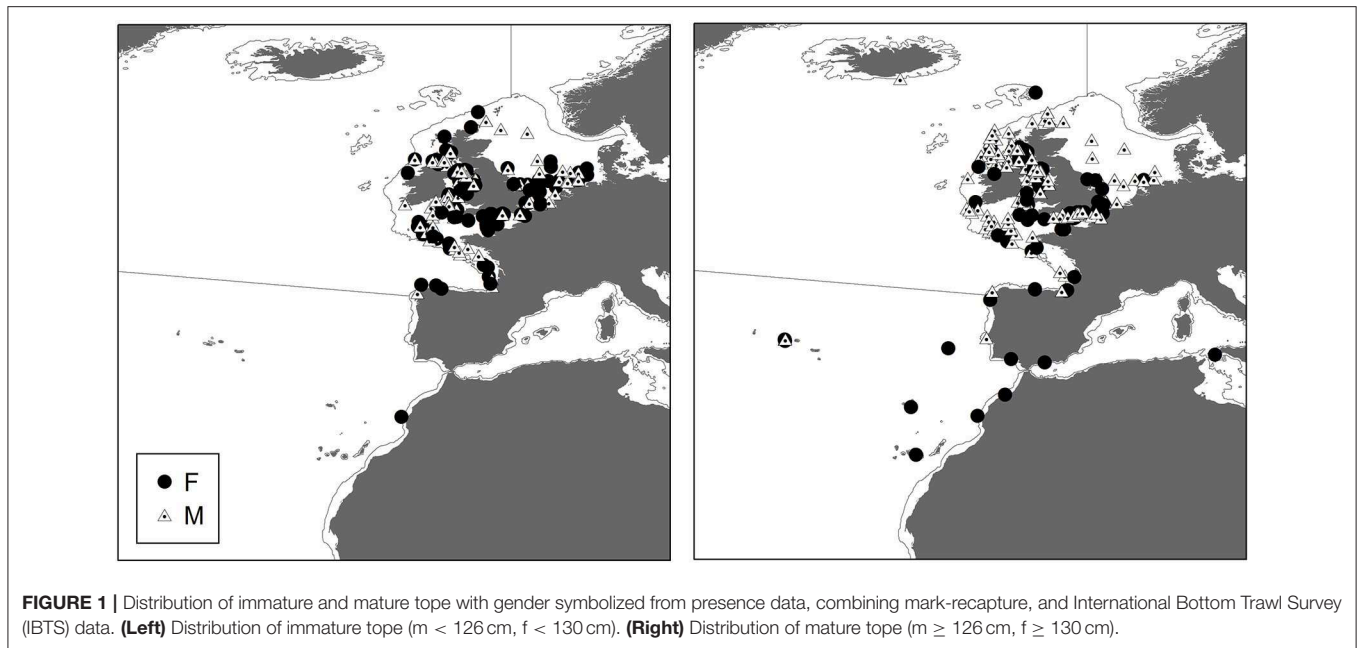 F
M
FIGURE 1 | Distribution of immature and mature tope with gender symbolized from presence data, combining mark-recapture, and International Bottom Trawl Survey
(IBTS) data. (Left) Distribution of immature tope (m < 126 cm, f < 130 cm). (Right) Distribution of mature tope (m ≥ 126 cm, f ≥ 130 cm).